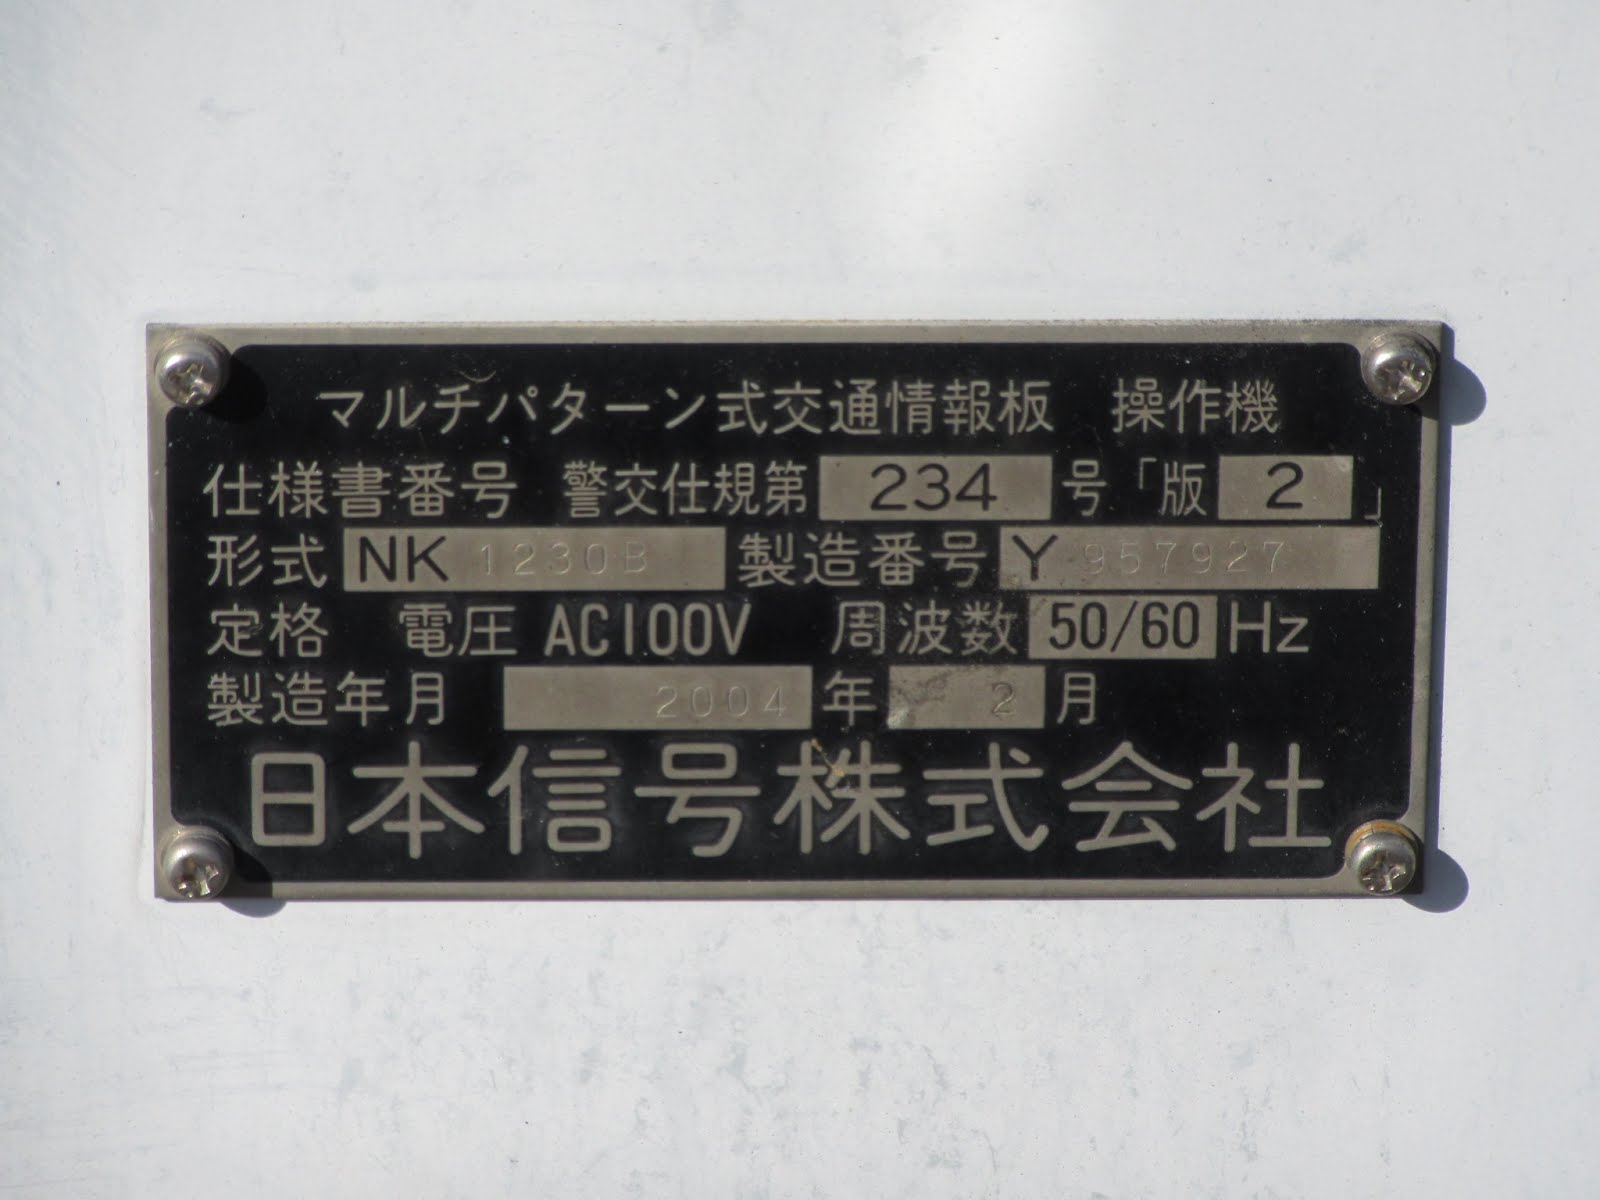 マルチパターン式交通情報板 操作機
仕様書番号 警交仕規第 234 号「版 2」
形式 NK 1230B 製造番号 Y 957927
定格 電圧 AC100V 周波数 50/60 Hz
製造年月 2004 年 2 月
日本信号株式会社